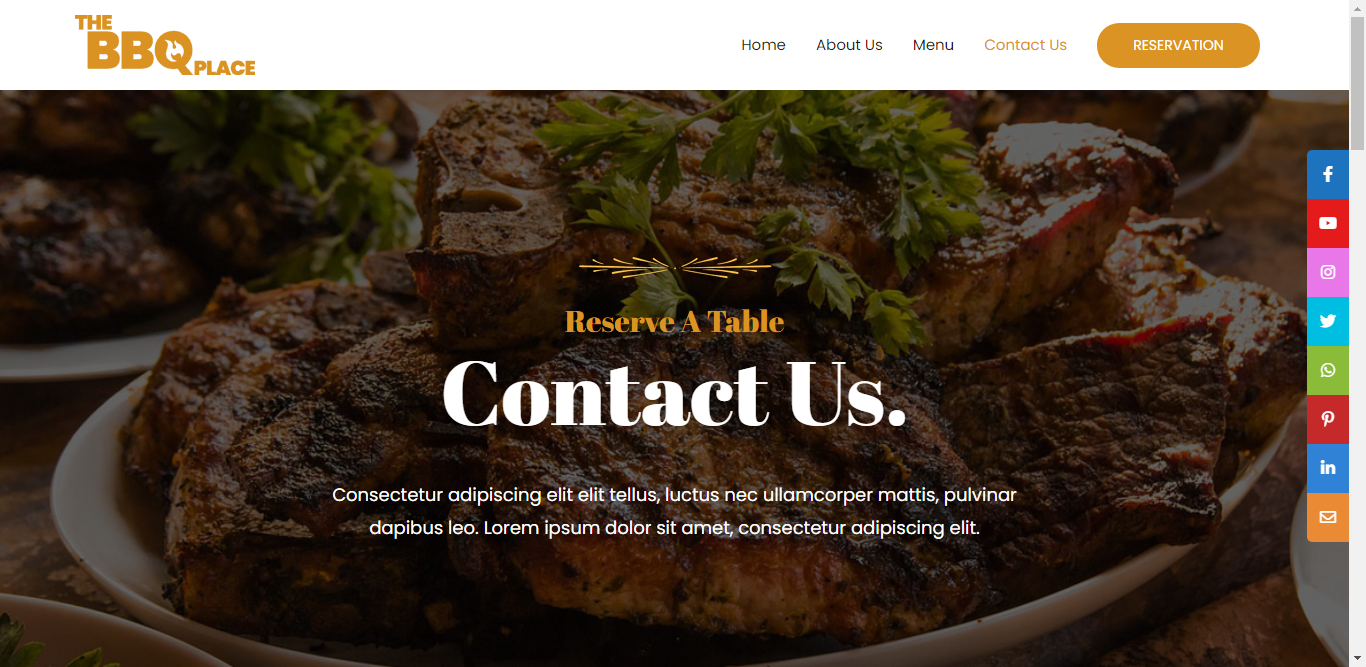 THE
BBQ
PLACE
Home
About Us
Menu
Contact Us
RESERVATION
Reserve A Table
Contact Us.
Consectetur adipiscing elit elit tellus, luctus nec ullamcorper mattis, pulvinar
dapibus leo. Lorem ipsum dolor sit amet, consectetur adipiscing elit.